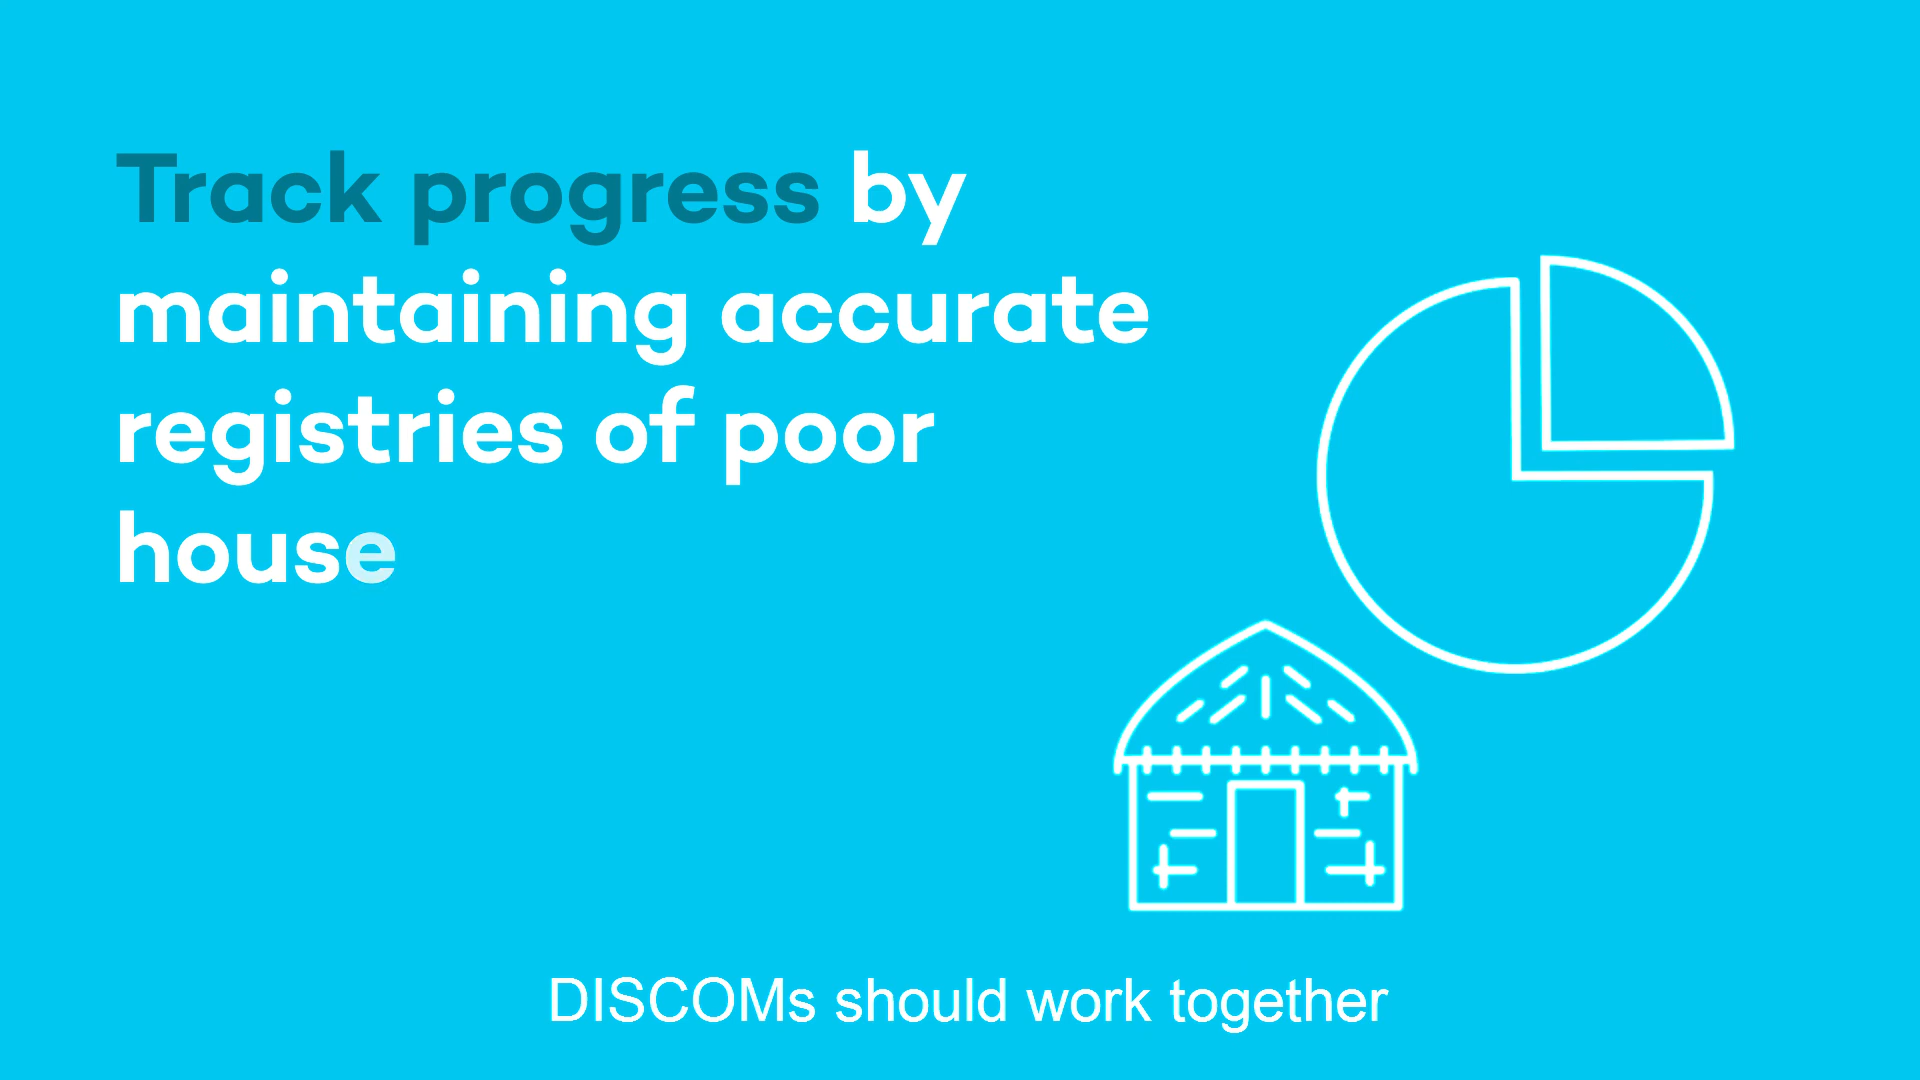 Track progress by
maintaining accurate
registries of poor
house
DISCOMs should work together